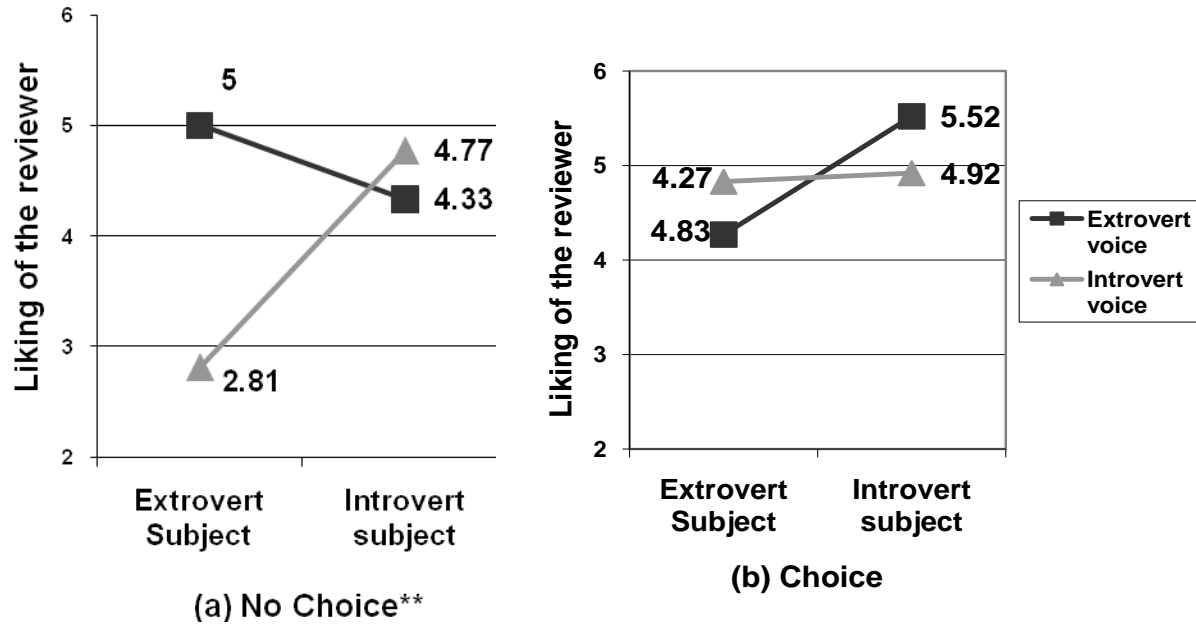 Liking of the reviewer
6
5
4
3
2
5
4.77
4.33
2.81
Extrovert
Subject
Introvert
subject
(a) No Choice**
Liking of the reviewer
6
5
4
3
2
4.27
4.83
5.52
4.92
Extrovert
Subject
Introvert
subject
(b) Choice
Extrovert
voice
Introvert
voice